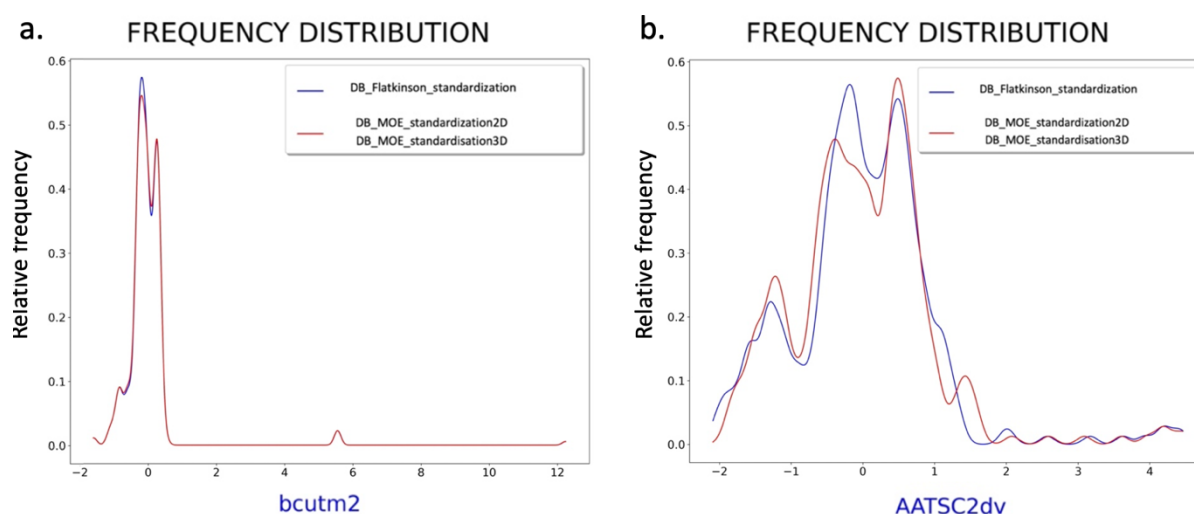 a.
FREQUENCY DISTRIBUTION
Relative frequency
0.6
0.5
0.4
0.3
0.2
0.1
0.0
DB_Flatkinson_standardization
DB_MOE_standardization2D
DB_MOE_standardisation3D
−2
0
2
4
6
8
10
12
bcutm2
b.
FREQUENCY DISTRIBUTION
Relative frequency
0.6
0.5
0.4
0.3
0.2
0.1
0.0
DB_Flatkinson_standardization
DB_MOE_standardization2D
DB_MOE_standardisation3D
−2
−1
0
1
2
3
4
AATSC2dv